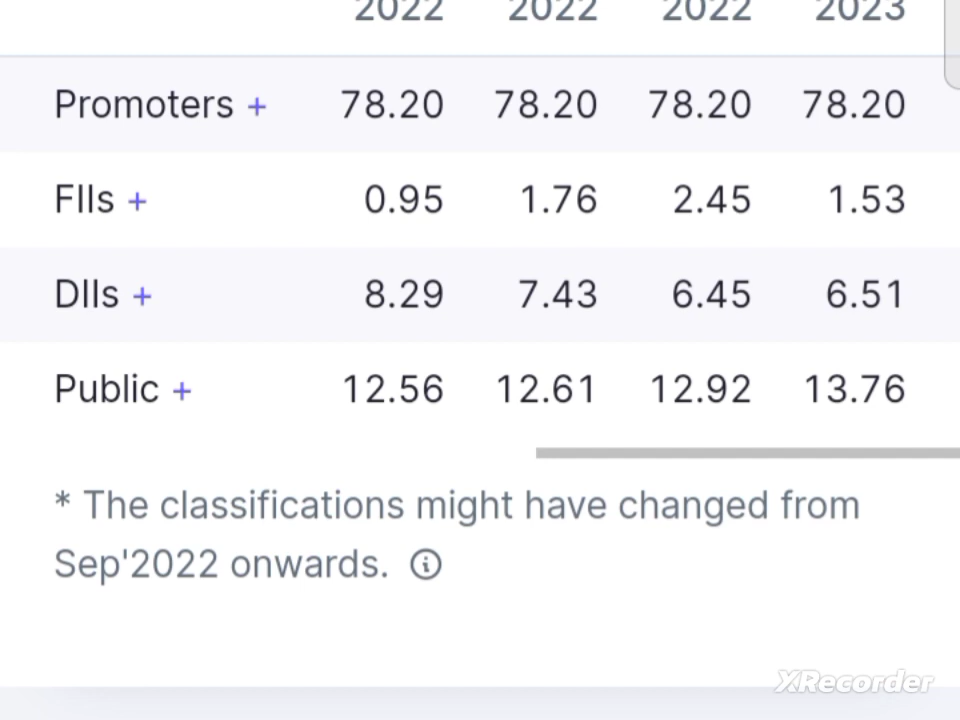 2022 2022 2022 2023
Promoters + 78.20 78.20 78.20 78.20
FIIs + 0.95 1.76 2.45 1.53
DIIs + 8.29 7.43 6.45 6.51
Public + 12.56 12.61 12.92 13.76
* The classifications might have changed from
Sep'2022 onwards.
XRecorder